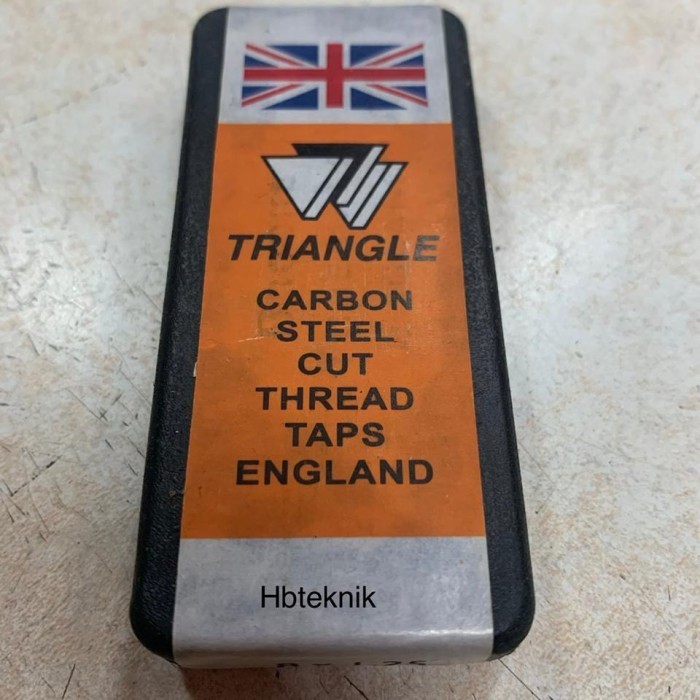 TRIANGLE
CARBON
STEEL
CUT
THREAD
TAPS
ENGLAND
Hbteknik